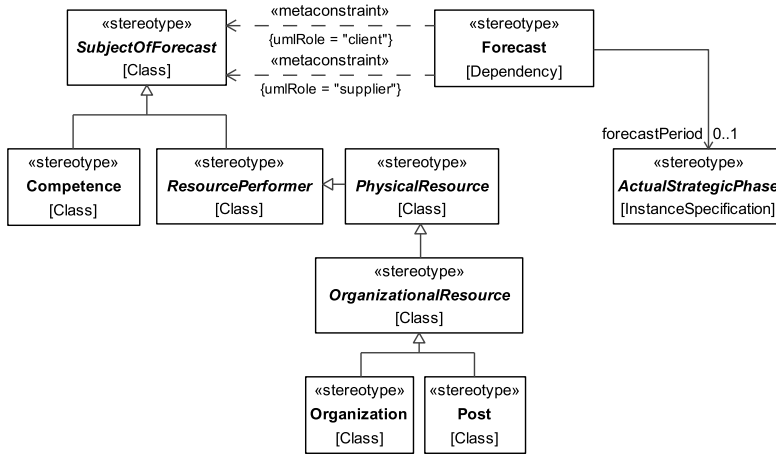 «stereotype»
SubjectOfForecast
[Class]
«metaconstraint»
{umlRole = "client"}
«metaconstraint»
{umlRole = "supplier"}
«stereotype»
Forecast
[Dependency]
forecastPeriod 0..1
«stereotype»
Competence
[Class]
«stereotype»
ResourcePerformer
[Class]
«stereotype»
PhysicalResource
[Class]
«stereotype»
ActualStrategicPhase
[InstanceSpecification]
«stereotype»
OrganizationalResource
[Class]
«stereotype»
Organization
[Class]
«stereotype»
Post
[Class]